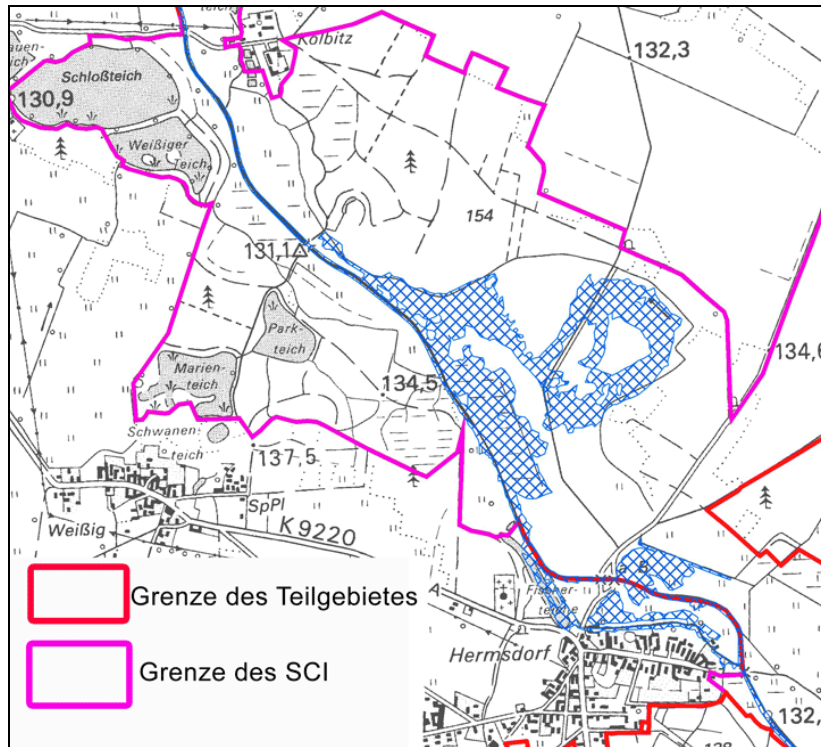 teich
Kolbitz
132,3
Schloßteich
130,9
Weißiger
Teich
154
131,1
Park-
teich
Marien-
teich
134,5
134,6
Schwanen-
teich
137,5
SpPl
Weißig
K 9220
Grenze des Teilgebietes
Fischer-
teiche
Hermsdorf
Grenze des SCI
132,